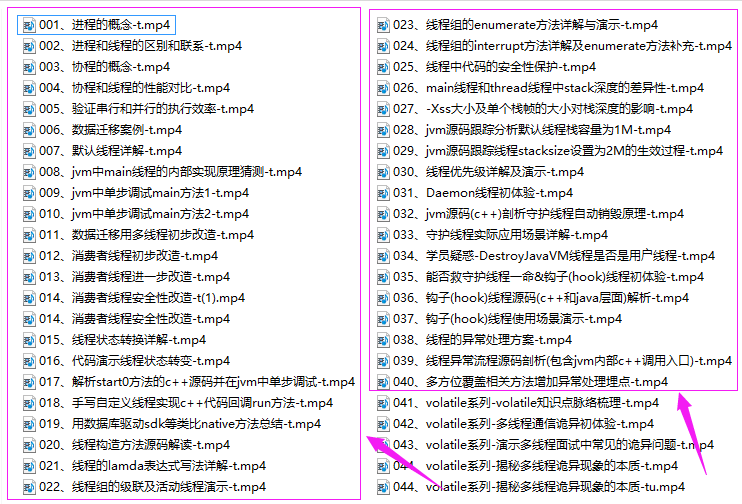 001、进程的概念-t.mp4
002、进程和线程的区别和联系-t.mp4
003、协程的概念-t.mp4
004、协程和线程的性能对比-t.mp4
005、验证串行和并行的执行效率-t.mp4
006、数据迁移案例-t.mp4
007、默认线程详解-t.mp4
008、jvm中main线程的内部实现原理猜测-t.mp4
009、jvm中单步调试main方法1-t.mp4
010、jvm中单步调试main方法2-t.mp4
011、数据迁移用多线程初步改造-t.mp4
012、消费者线程初步改造-t.mp4
013、消费者线程进一步改造-t.mp4
014、消费者线程安全性改造-t(1).mp4
014、消费者线程安全性改造-t.mp4
015、线程状态转换详解-t.mp4
016、代码演示线程状态转变-t.mp4
017、解析start0方法的c++源码并在jvm中单步调试-t.mp4
018、手写自定义线程实现c++代码回调run方法-t.mp4
019、用数据库驱动sdk等类比native方法总结-t.mp4
020、线程构造方法源码解读-t.mp4
021、线程的lamda表达式写法详解-t.mp4
022、线程组的级联及活动线程演示-t.mp4
023、线程组的enumerate方法详解与演示-t.mp4
024、线程组的interrupt方法详解及enumerate方法补充-t.mp4
025、线程中代码的安全性保护-t.mp4
026、main线程和thread线程中stack深度的差异性-t.mp4
027、-Xss大小及单个栈帧的大小对栈深度的影响-t.mp4
028、jvm源码跟踪分析默认线程栈容量为1M-t.mp4
029、jvm源码跟踪线程stacksize设置为2M的生效过程-t.mp4
030、线程优先级详解及演示-t.mp4
031、Daemon线程初体验-t.mp4
032、jvm源码(c++)剖析守护线程自动销毁原理-t.mp4
033、守护线程实际应用场景详解-t.mp4
034、学员疑惑-DestroyJavaVM线程是否是用户线程-t.mp4
035、能否救守护线程一命&钩子(hook)线程初体验-t.mp4
036、钩子(hook)线程源码(c++和java层面)解析-t.mp4
037、钩子(hook)线程使用场景演示-t.mp4
038、线程的异常处理方案-t.mp4
039、线程异常流程源码剖析(包含jvm内部c++调用入口)-t.mp4
040、多方位覆盖相关方法增加异常处理埋点-t.mp4
041、volatile系列-volatile知识点脉络梳理-t.mp4
042、volatile系列-多线程通信诡异初体验-t.mp4
043、volatile系列-演示多线程面试中常见的诡异问题-t.mp4
044、volatile系列-揭秘多线程诡异现象的本质-t.mp4
044、volatile系列-揭秘多线程诡异现象的本质-tu.mp4